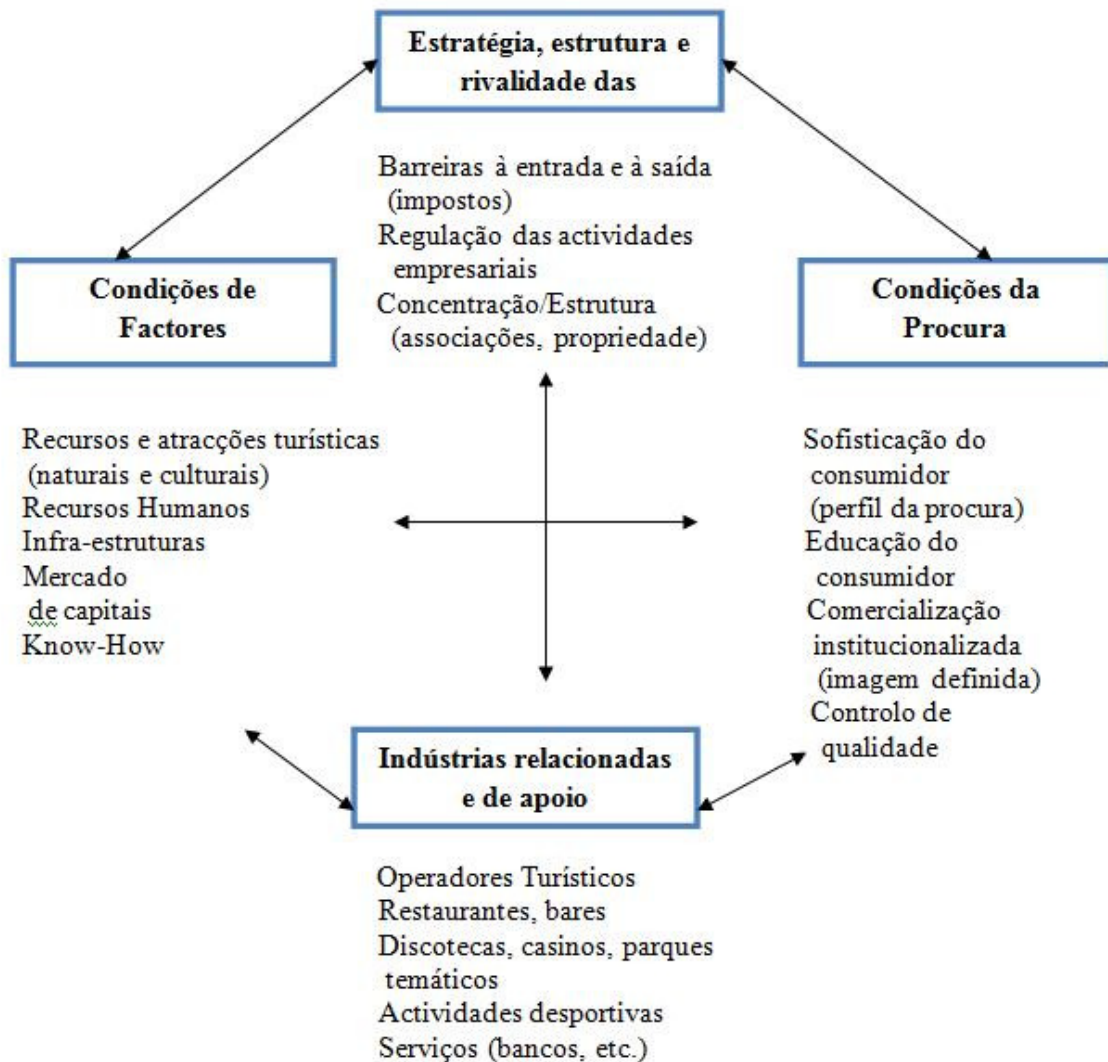 Estratégia, estrutura e
rivalidade das
Barreiras à entrada e à saída
(impostos)
Regulação das actividades
empresariais
Concentração/Estrutura
(associações, propriedade)
Condições de
Factores
Condições da
Procura
Recursos e atracções turísticas
(naturais e culturais)
Recursos Humanos
Infra-estruturas
Mercado
de capitais
Know-How
Sofisticação do
consumidor
(perfil da procura)
Educação do
consumidor
Comercialização
institucionalizada
(imagem definida)
Controlo de
qualidade
Indústrias relacionadas
e de apoio
Operadores Turísticos
Restaurantes, bares
Discotecas, casinos, parques
temáticos
Actividades desportivas
Serviços (bancos, etc.)